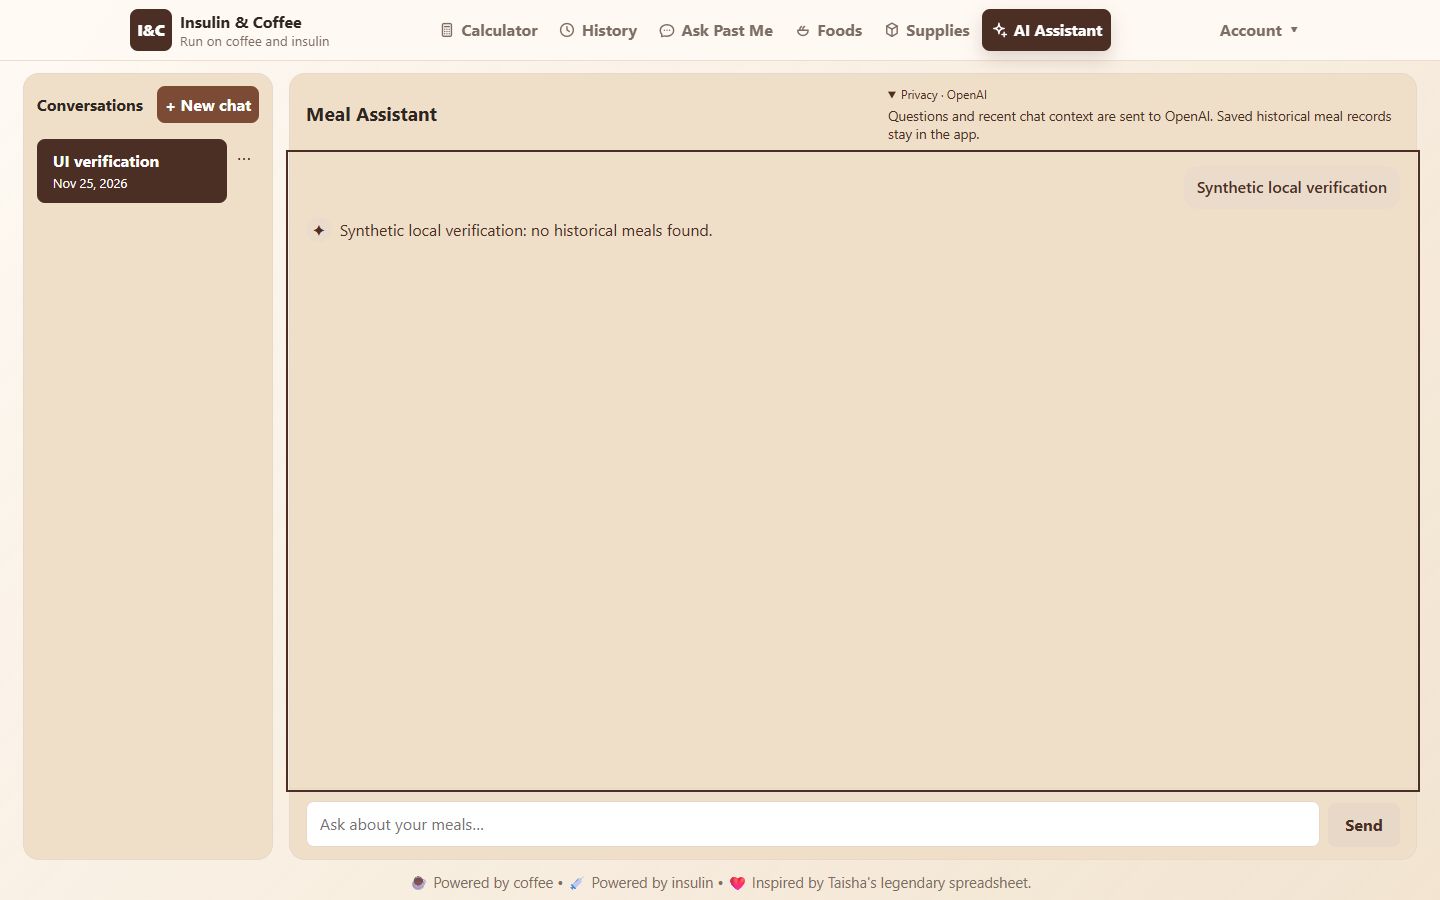 I&C
Insulin & Coffee
Run on coffee and insulin
Calculator
History
Ask Past Me
Foods
Supplies
AI Assistant
Account
Conversations
+ New chat
UI verification
Nov 25, 2026
...
Meal Assistant
Privacy · OpenAI
Questions and recent chat context are sent to OpenAI. Saved historical meal records
stay in the app.
Synthetic local verification
Synthetic local verification: no historical meals found.
Ask about your meals...
Send
Powered by coffee • Powered by insulin • Inspired by Taisha's legendary spreadsheet.